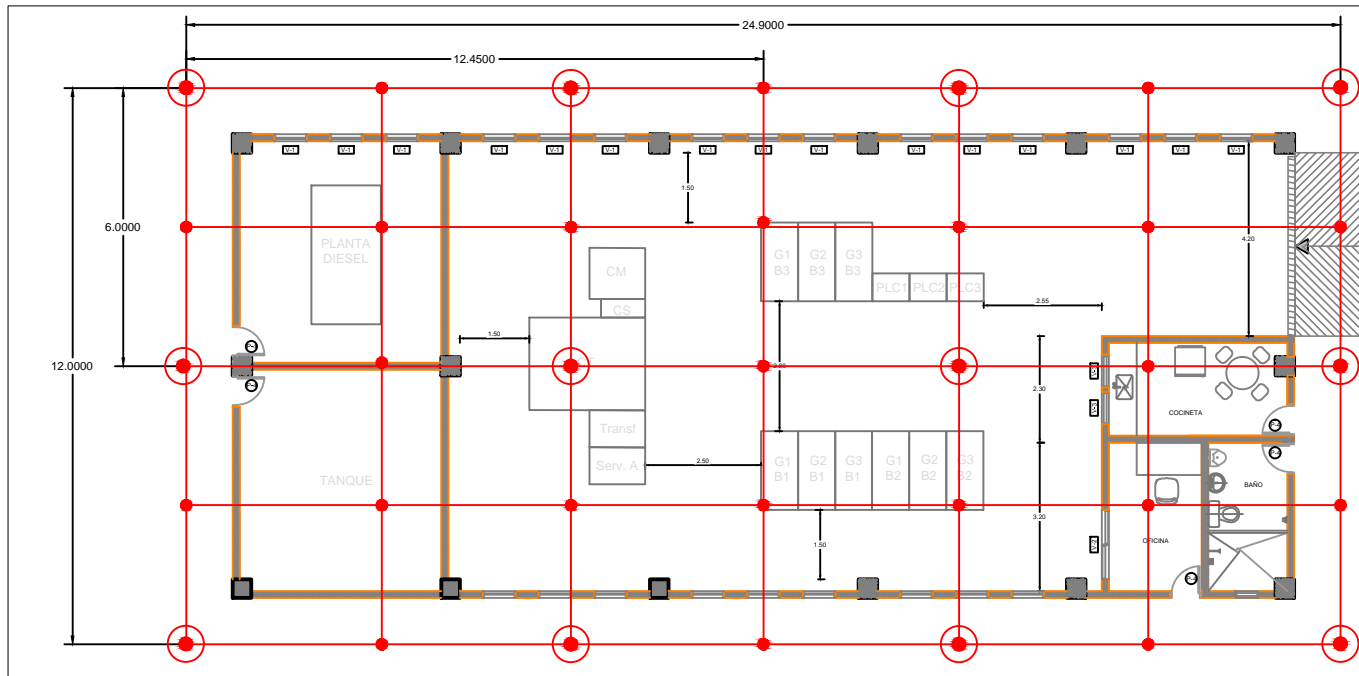 24.9000
12.4500
V-1 V-1 V-1 V-1 V-1 V-1 V-1 V-1 V-1 V-1 V-1 V-1 V-1 V-1 V-1
1.50
6.0000
4.20
PLANTA
DIESEL
G1 G2 G3
B3 B3 B3
CM
PLC1 PLC2 PLC3
CS
2.55
1.50
12.0000
2.30
COCINETA
Transf
G1 G2 G3 G1 G2 G3
B1 B1 B1 B2 B2 B2
Serv. A
2.50
TANQUE
BAÑO
3.20
1.50
V-2
OFICINA